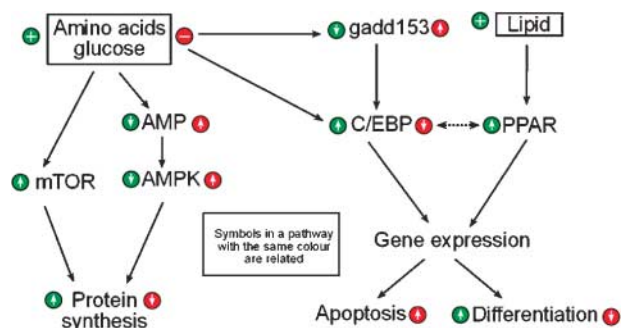 Amino acids
glucose
gadd153
Lipid
AMP
C/EBP
PPAR
mTOR
AMPK
Symbols in a pathway
with the same colour
are related
Gene expression
Protein
synthesis
Apoptosis
Differentiation